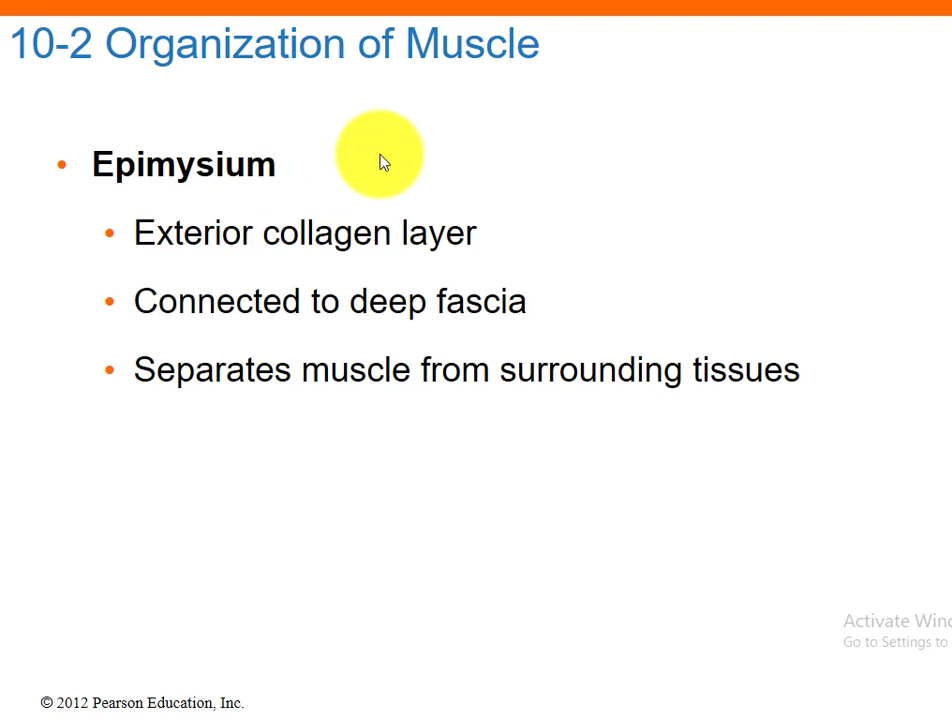 10-2 Organization of Muscle
• Epimysium
• Exterior collagen layer
• Connected to deep fascia
• Separates muscle from surrounding tissues
Activate
Go to Settings to
© 2012 Pearson Education, Inc.